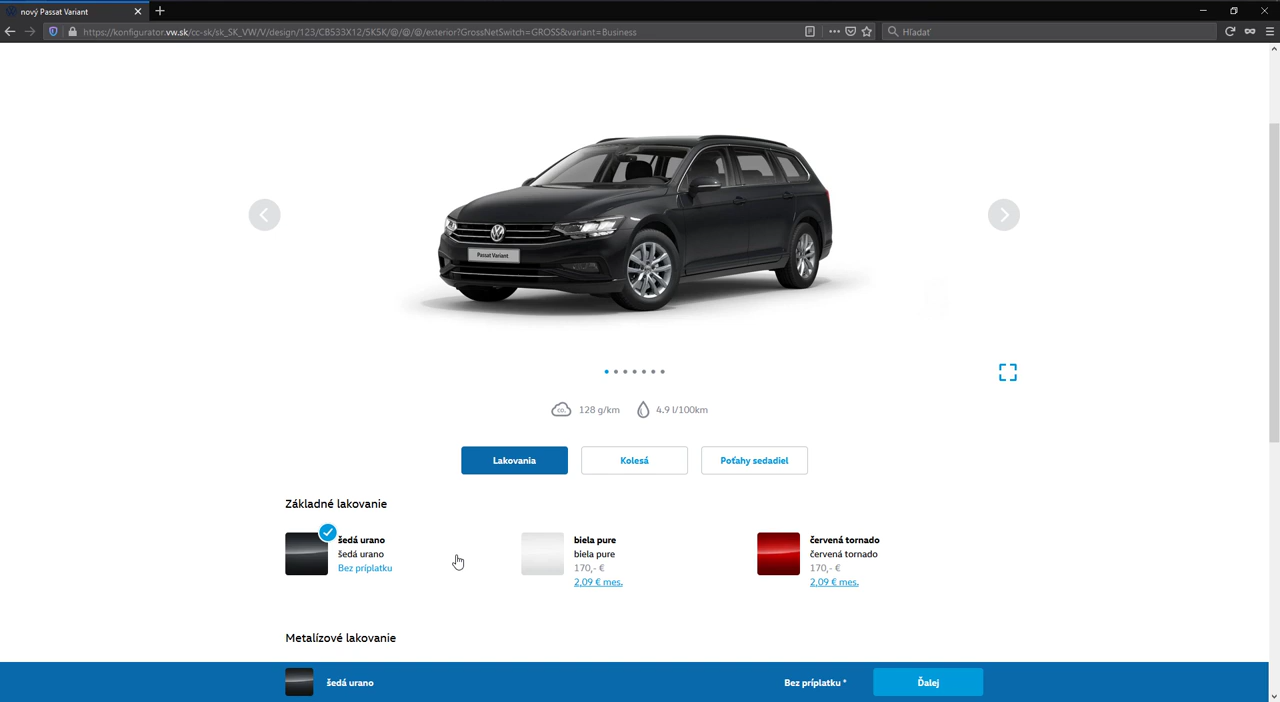 nový Passat Variant
https://konfigurator.vw.sk/cc-sk/sk_SK_VW/V/design/123/CB533X12/5K5K/@/@/@/exterior?GrossNetSwitch=GROSS&variant=Business
Hľadať
Passat Variant
128 g/km
4.9 l/100km
Lakovania
Kolesá
Poťahy sedadiel
Základné lakovanie
šedá urano
šedá urano
Bez príplatku
biela pure
biela pure
170,- €
2,09 € mes.
červená tornado
červená tornado
170,- €
2,09 € mes.
Metalízové lakovanie
šedá urano
Bez príplatku *
Ďalej